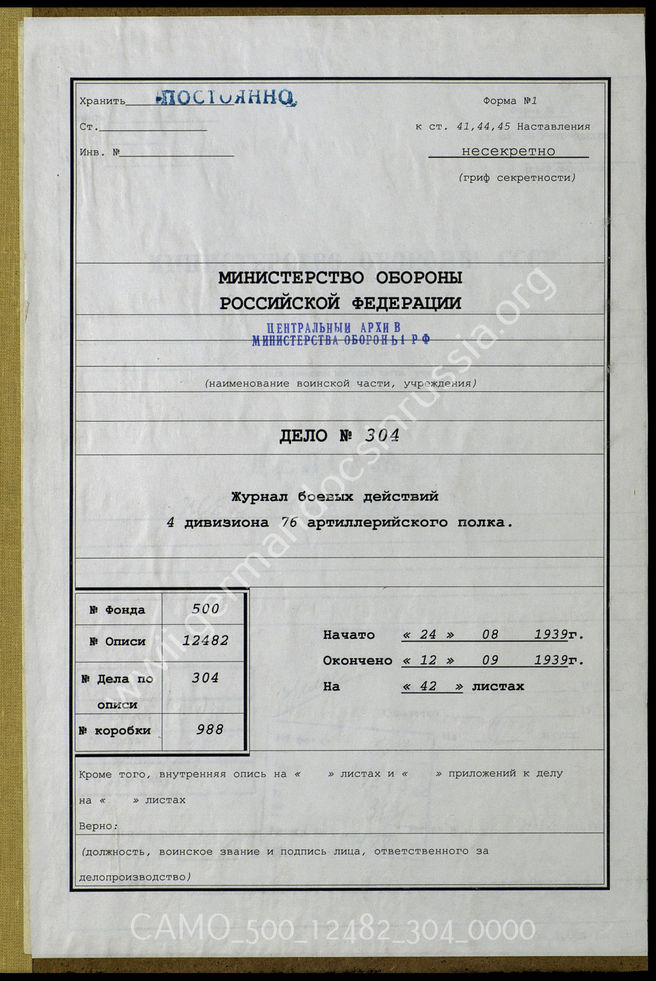 Хранить ПОСТОЯННО
Форма №1
Ст.
к ст. 41,44,45 Наставления
Инв. №
несекретно
(гриф секретности)
МИНИСТЕРСТВО ОБОРОНЫ
РОССИЙСКОЙ ФЕДЕРАЦИИ
ЦЕНТРАЛЬНЫЙ АРХИВ
МИНИСТЕРСТВА ОБОРОНЫ РФ
(наименование воинской части, учреждения)
ДЕЛО № 304
Журнал боевых действий
4 дивизиона 76 артиллерийского полка.
№ Фонда 500
№ Описи 12482
№ Дела по описи 304
№ коробки 988
Начато « 24 » 08 1939г.
Окончено « 12 » 09 1939г.
На « 42 » листах
Кроме того, внутренняя опись на « » листах и « » приложений к делу
на « » листах
Верно:
(должность, воинское звание и подпись лица, ответственного за
делопроизводство)
www.germandocsinrussia.org
CAMO_500_12482_304_0000